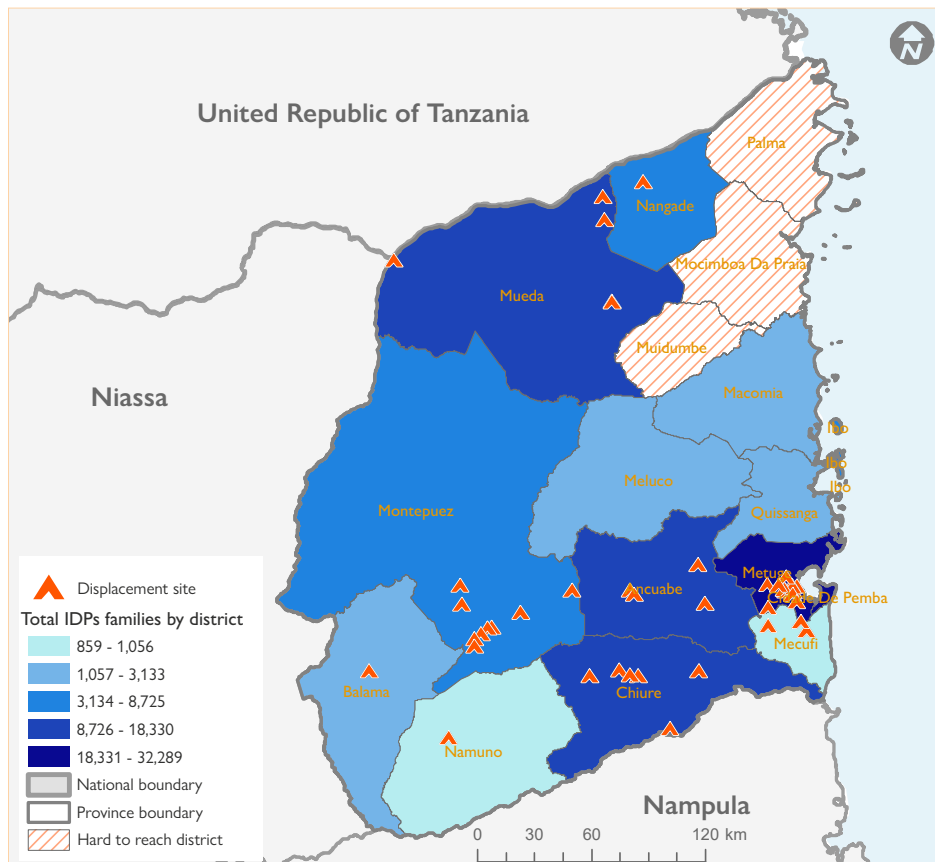 N
United Republic of Tanzania
Palma
Nangade
Mocimboa Da Praia
Mueda
Muidumbe
Niassa
Macomia
Ibo
Ibo
Meluco
Ibo
Montepuez
Quissanga
Metuge
Ancuabe
Cidade De Pemba
Mecufi
Balama
Chiure
Namuno
Nampula
Displacement site
Total IDPs families by district
859 - 1,056
1,057 - 3,133
3,134 - 8,725
8,726 - 18,330
18,331 - 32,289
National boundary
Province boundary
Hard to reach district
0 30 60 120 km